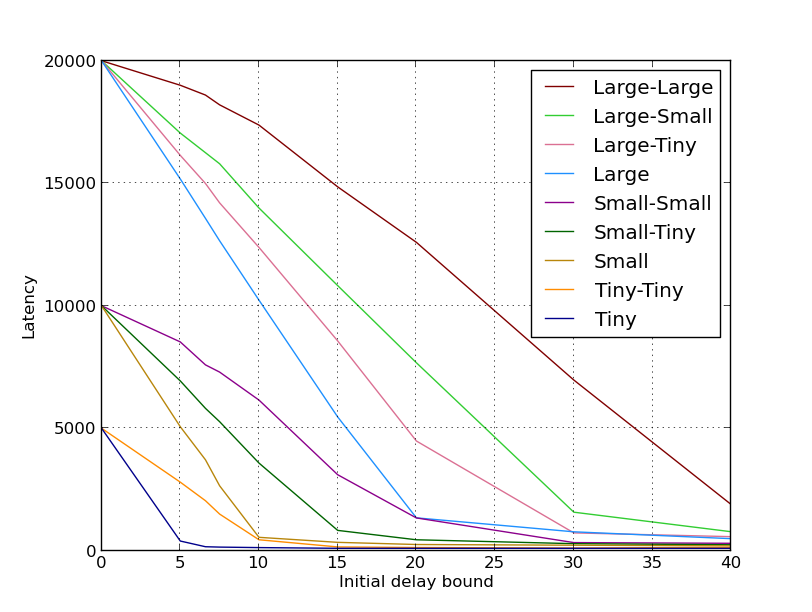 20000
15000
10000
5000
0
Latency
0 5 10 15 20 25 30 35 40
Initial delay bound
Large-Large
Large-Small
Large-Tiny
Large
Small-Small
Small-Tiny
Small
Tiny-Tiny
Tiny